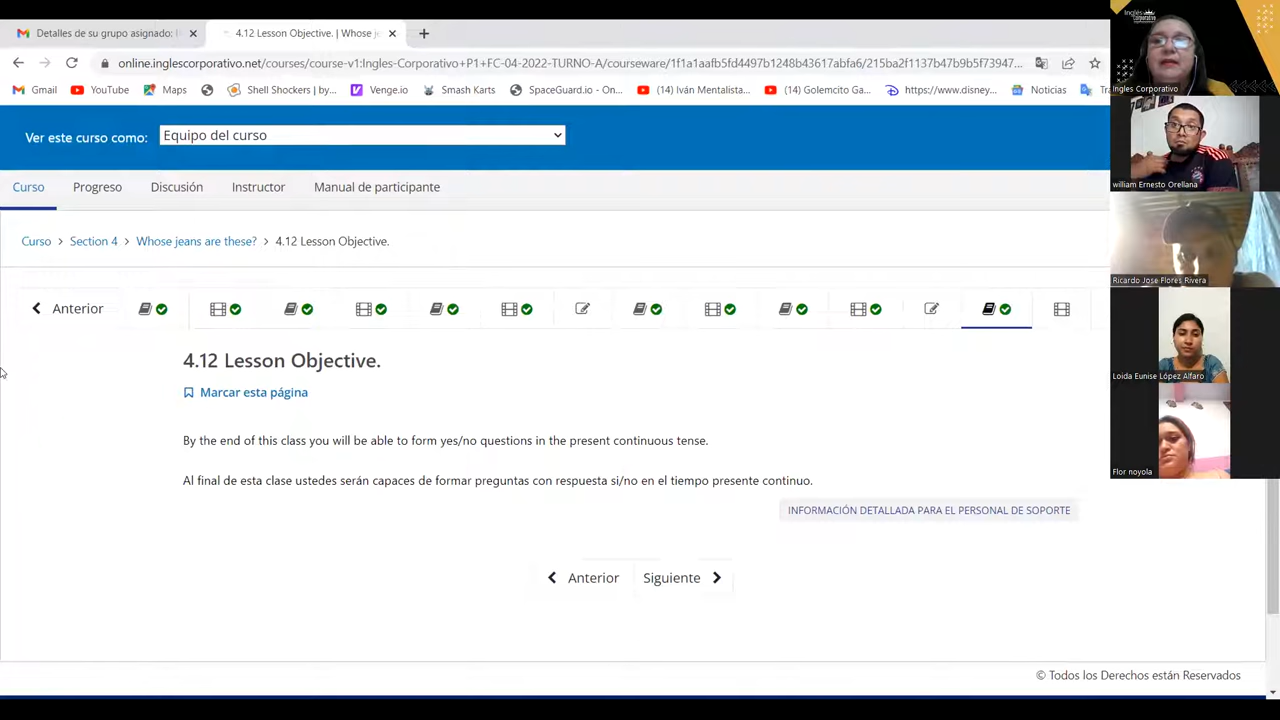 Detalles de su grupo asignado:
4.12 Lesson Objective. | Whose j
online.inglescorporativo.net/courses/course-v1:Ingles-Corporativo+P1+FC-04-2022-TURNO-A/courseware/1f1a1aafb5fd4497b1248b43617abfa6/215ba2f1137b47b9b5f73947...
Gmail YouTube Maps Shell Shockers | by... Venge.io Smash Karts SpaceGuard.io - On... (14) Iván Mentalista... (14) Golemcito Ga... https://www.disney... Noticias
Ver este curso como: Equipo del curso
Curso Progreso Discusión Instructor Manual de participante
Curso > Section 4 > Whose jeans are these? > 4.12 Lesson Objective.
Anterior
4.12 Lesson Objective.
Marcar esta página
By the end of this class you will be able to form yes/no questions in the present continuous tense.
Al final de esta clase ustedes serán capaces de formar preguntas con respuesta si/no en el tiempo presente continuo.
INFORMACIÓN DETALLADA PARA EL PERSONAL DE SOPORTE
Anterior Siguiente
© Todos los Derechos están Reservados
Inglés
Corporativo
Ingles Corporativo
william Ernesto Orellana
Ricardo Jose Flores Rivera
Loida Eunise López Alfaro
Flor noyola